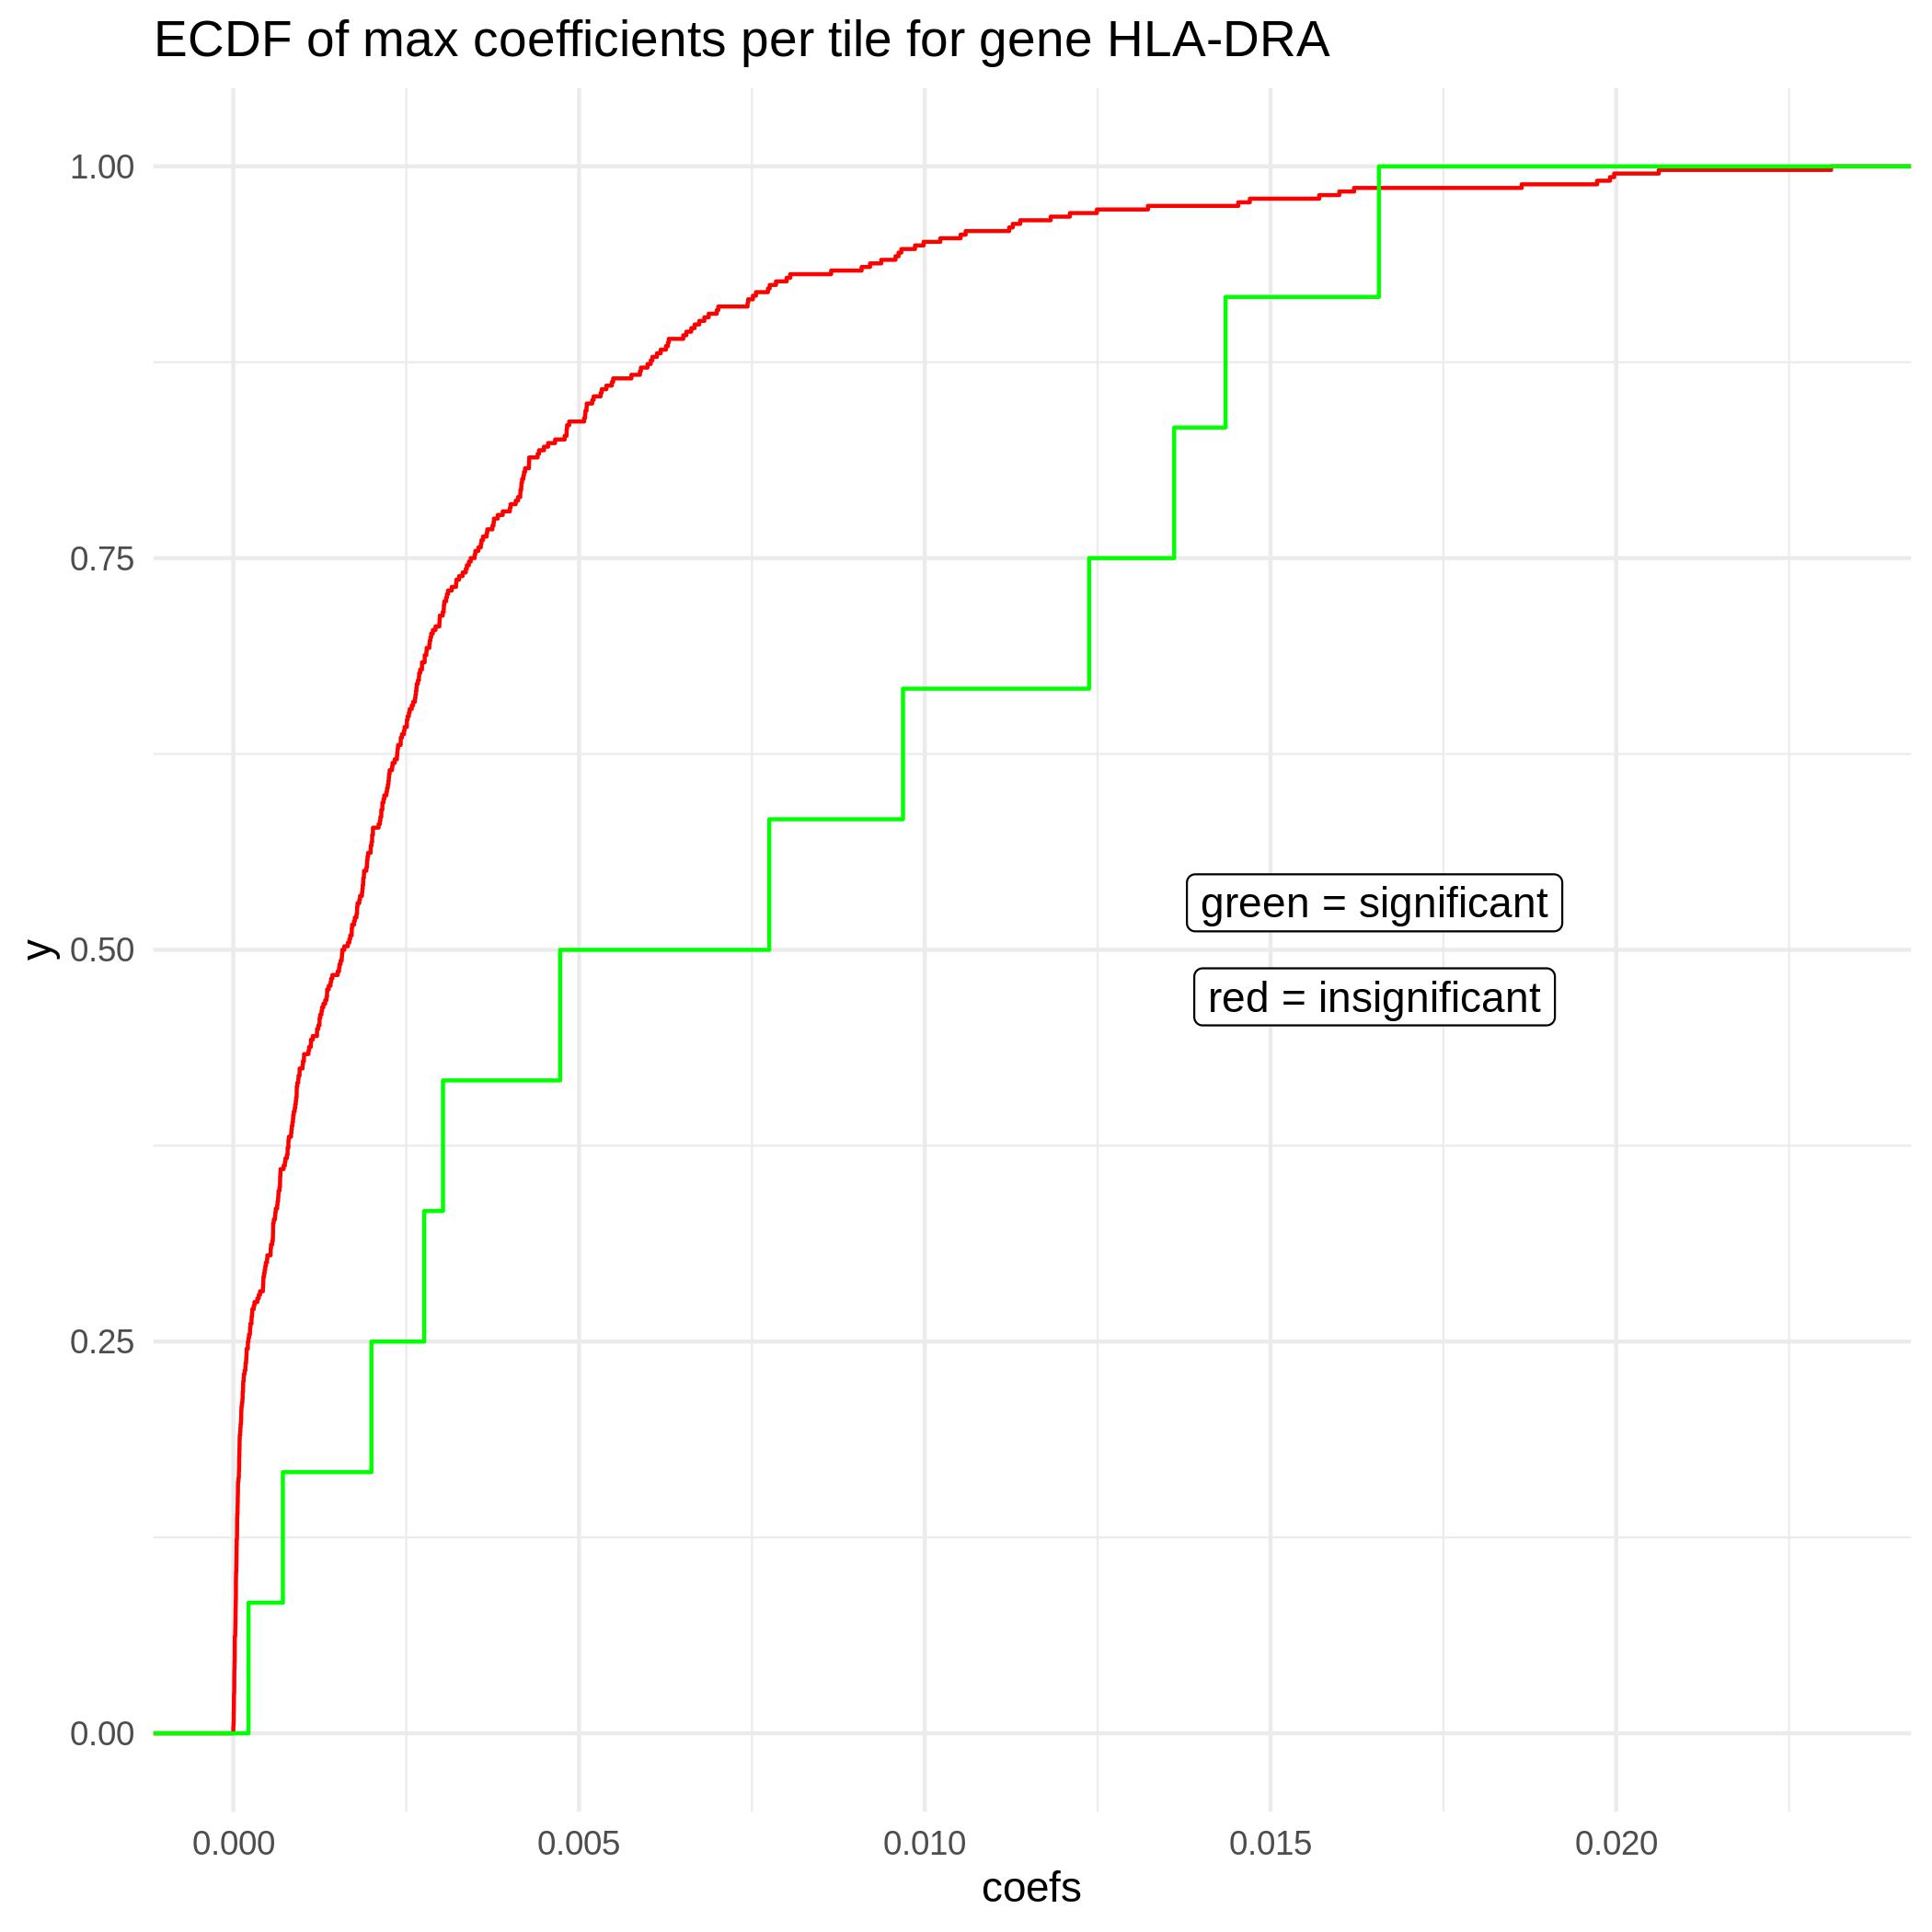 ECDF of max coefficients per tile for gene HLA-DRA
1.00
0.75
y
0.50
0.25
0.00
green = significant
red = insignificant
0.000 0.005 0.010 0.015 0.020
coefs